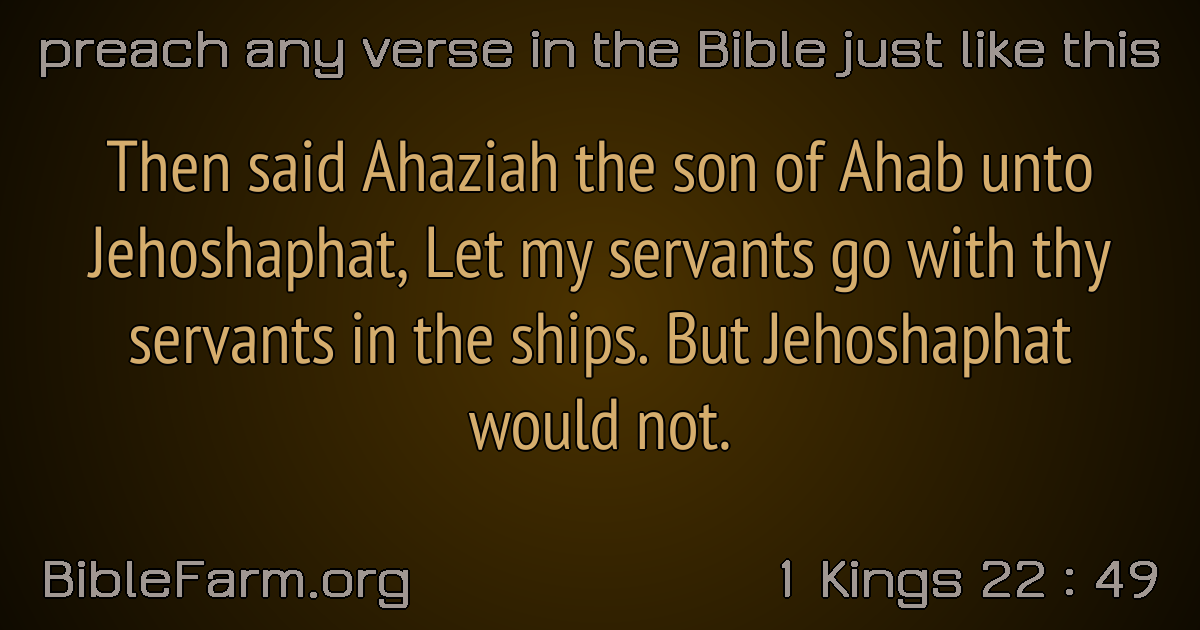 preach any verse in the Bible just like this
Then said Ahaziah the son of Ahab unto
Jehoshaphat, Let my servants go with thy
servants in the ships. But Jehoshaphat
would not.
BibleFarm.org
1 Kings 22 : 49